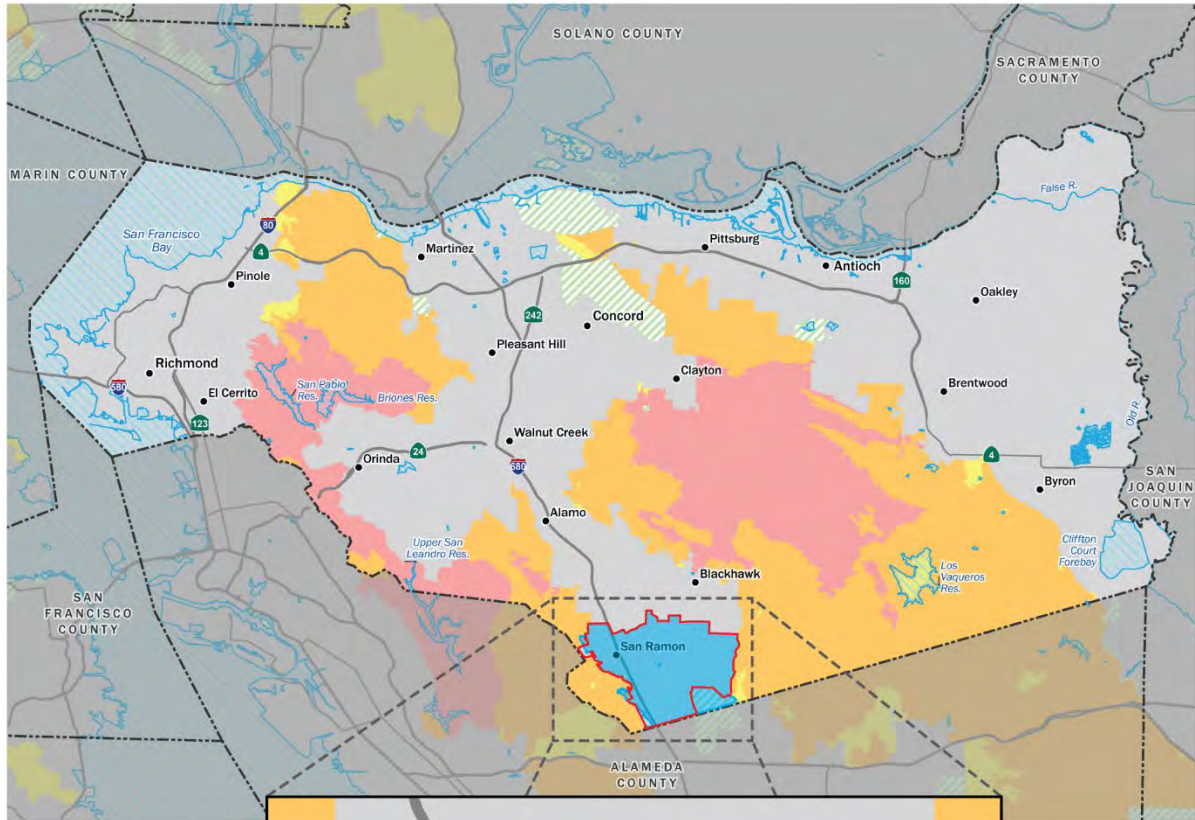 SOLANO COUNTY
SACRAMENTO
COUNTY
MARIN COUNTY
False R.
San Francisco
Bay
80
4
Martinez
Pittsburg
Antioch
Pinole
160
Oakley
242
Concord
Pleasant Hill
Richmond
580
El Cerrito
San Pablo
Res.
Briones Res.
Clayton
Brentwood
Old R.
123
Walnut Creek
24
Orinda
680
4
Byron
SAN
JOAQUIN
COUNTY
Alamo
Upper San
Leandro Res.
Cliffton
Court
Forebay
Blackhawk
Los
Vaqueros
Res.
SAN
FRANCISCO
COUNTY
San Ramon
ALAMEDA
COUNTY